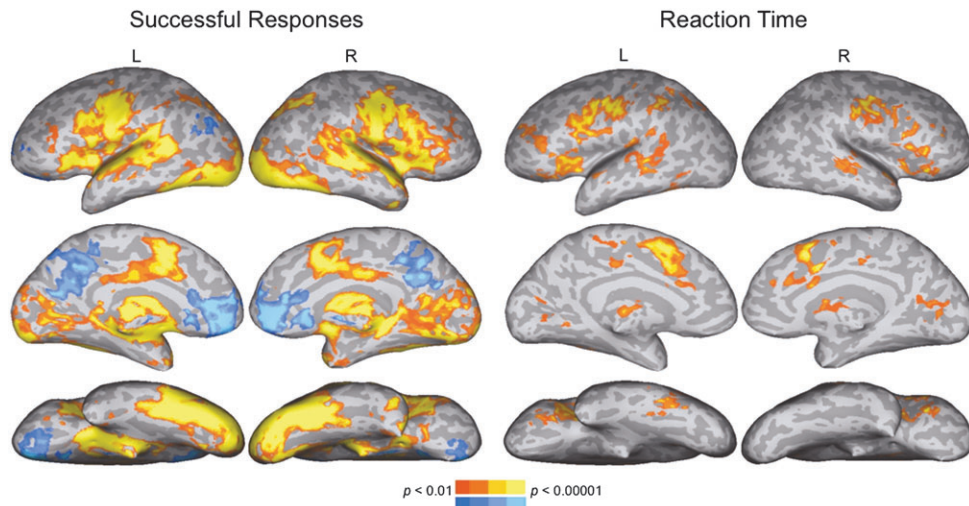 Successful Responses
Reaction Time
L
R
L
R
p < 0.01
p < 0.00001